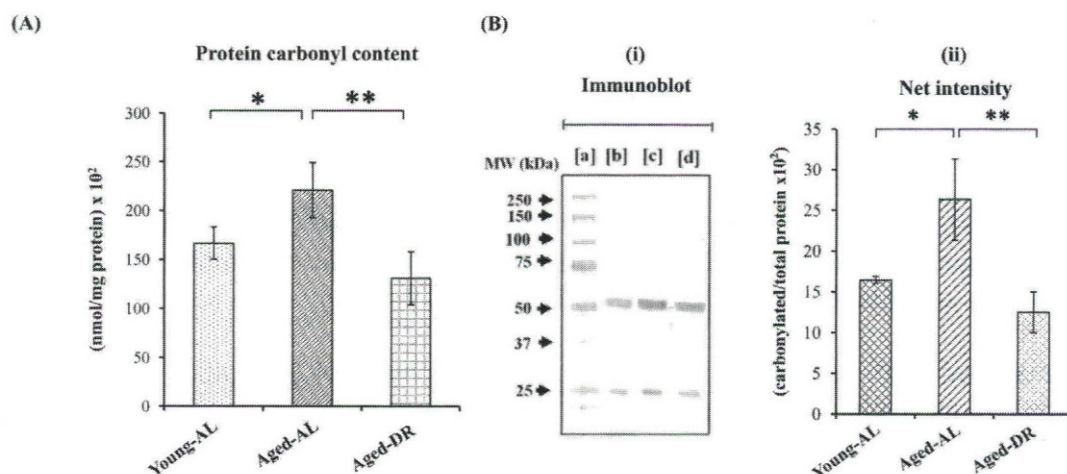 (A)
Protein carbonyl content
* **
(nmol/mg protein) x 10²
300
250
200
150
100
50
0
Young-AL
Aged-AL
Aged-DR
(B)
(i)
Immunoblot
MW (kDa) [a] [b] [c] [d]
250
150
100
75
50
37
25
(ii)
Net intensity
* **
(carbonylated/total protein x10²)
35
30
25
20
15
10
5
0
Young-AL
Aged-AL
Aged-DR